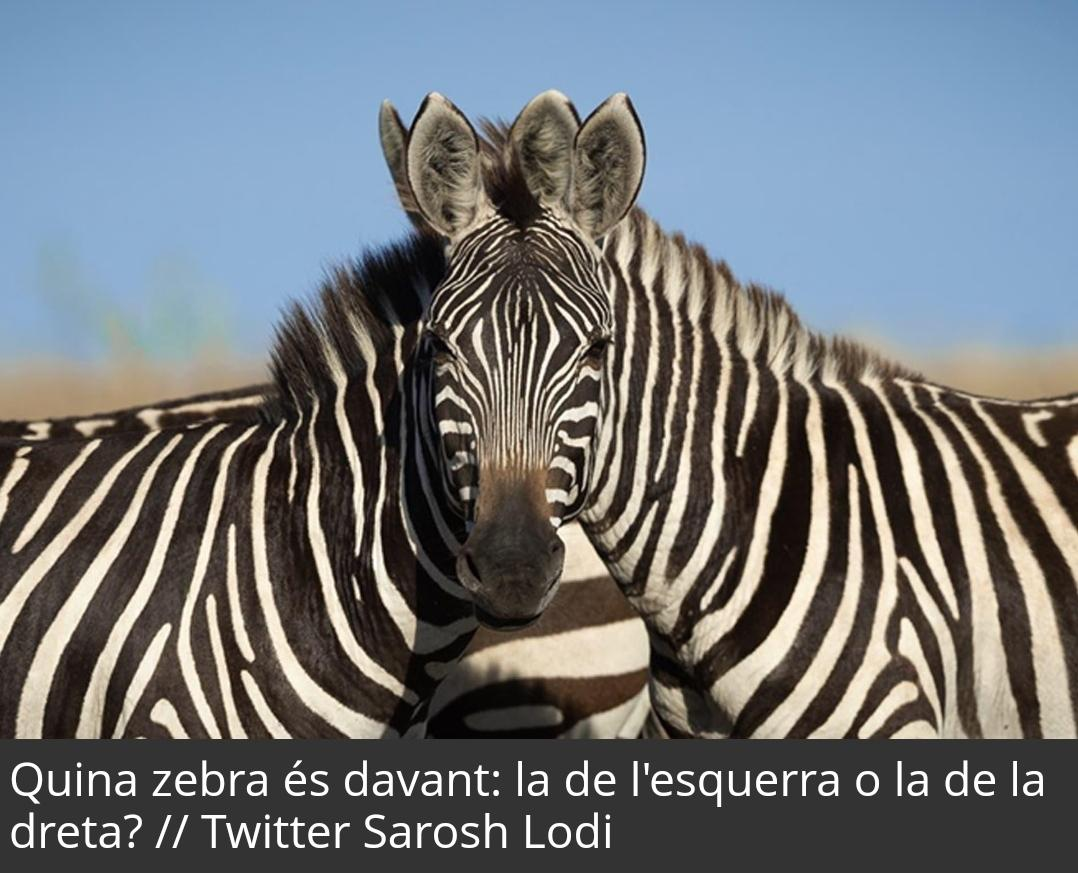 Quina zebra és davant: la de l'esquerra o la de la
dreta? // Twitter Sarosh Lodi